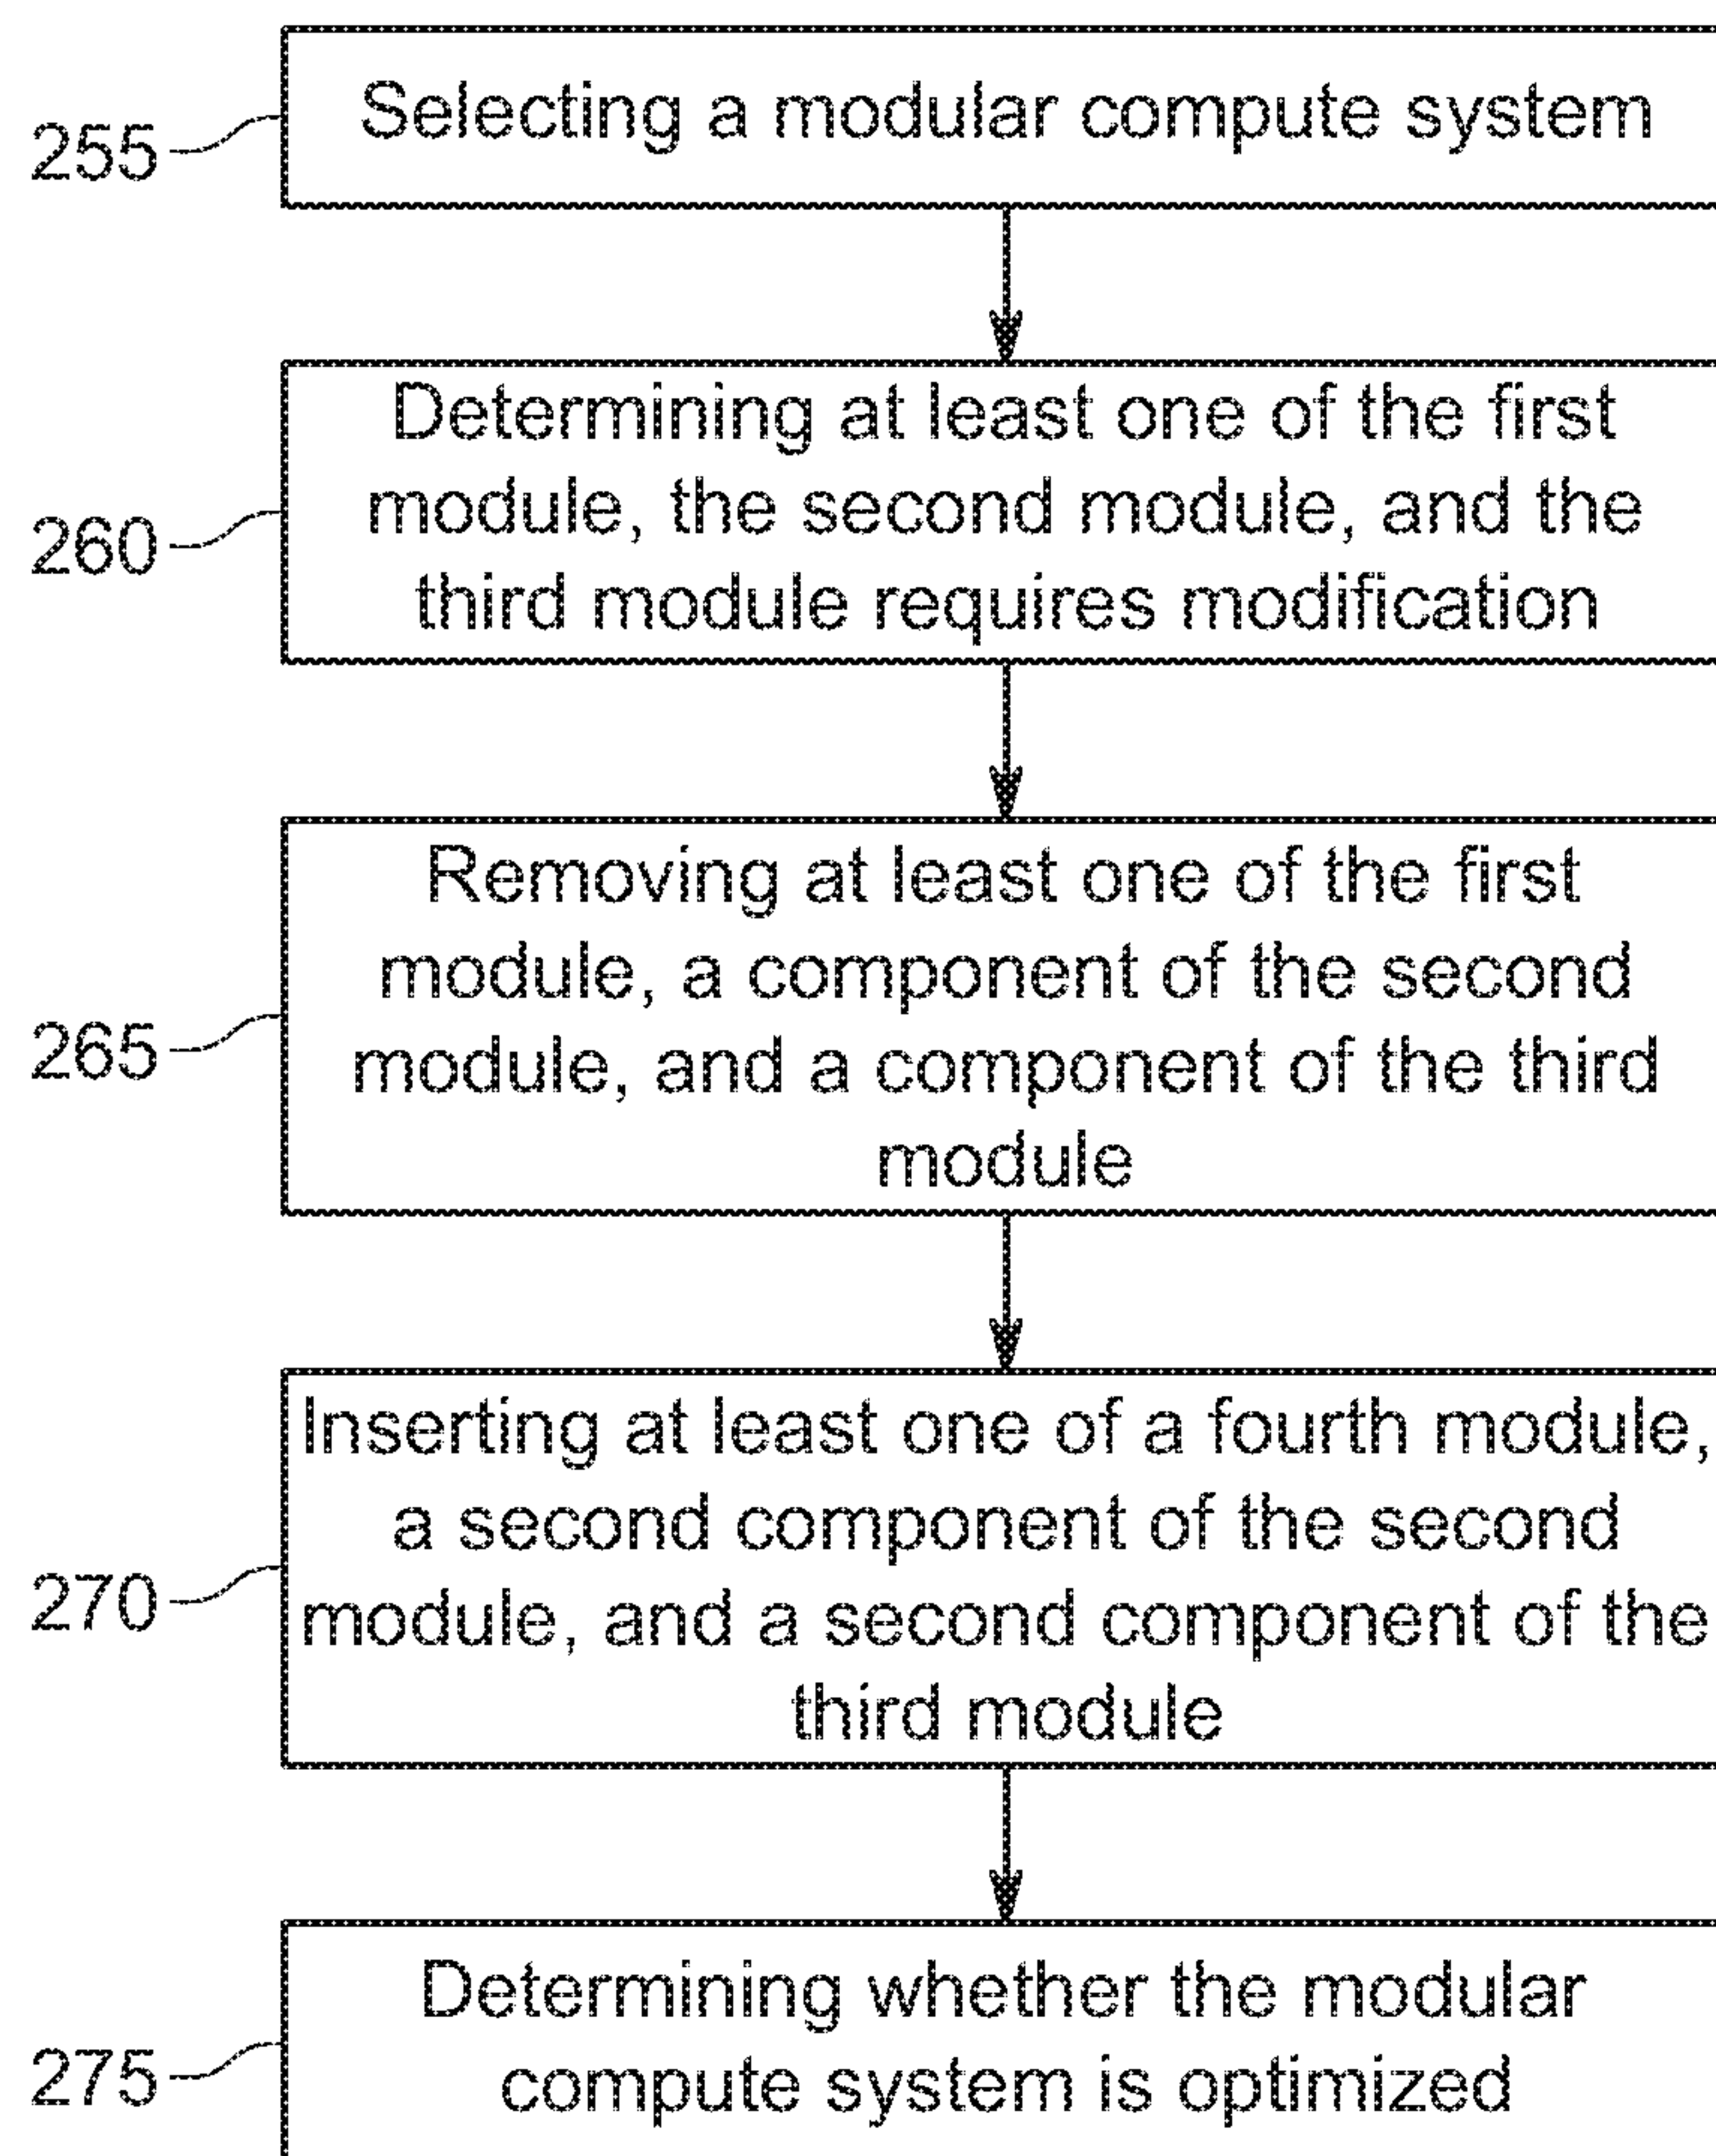 Selecting a modular compute system
255
Determining at least one of the first
module, the second module, and the
third module requires modification
260
Removing at least one of the first
module, a component of the second
module, and a component of the third
module
265
Inserting at least one of a fourth module,
a second component of the second
module, and a second component of the
third module
270
Determining whether the modular
compute system is optimized
275